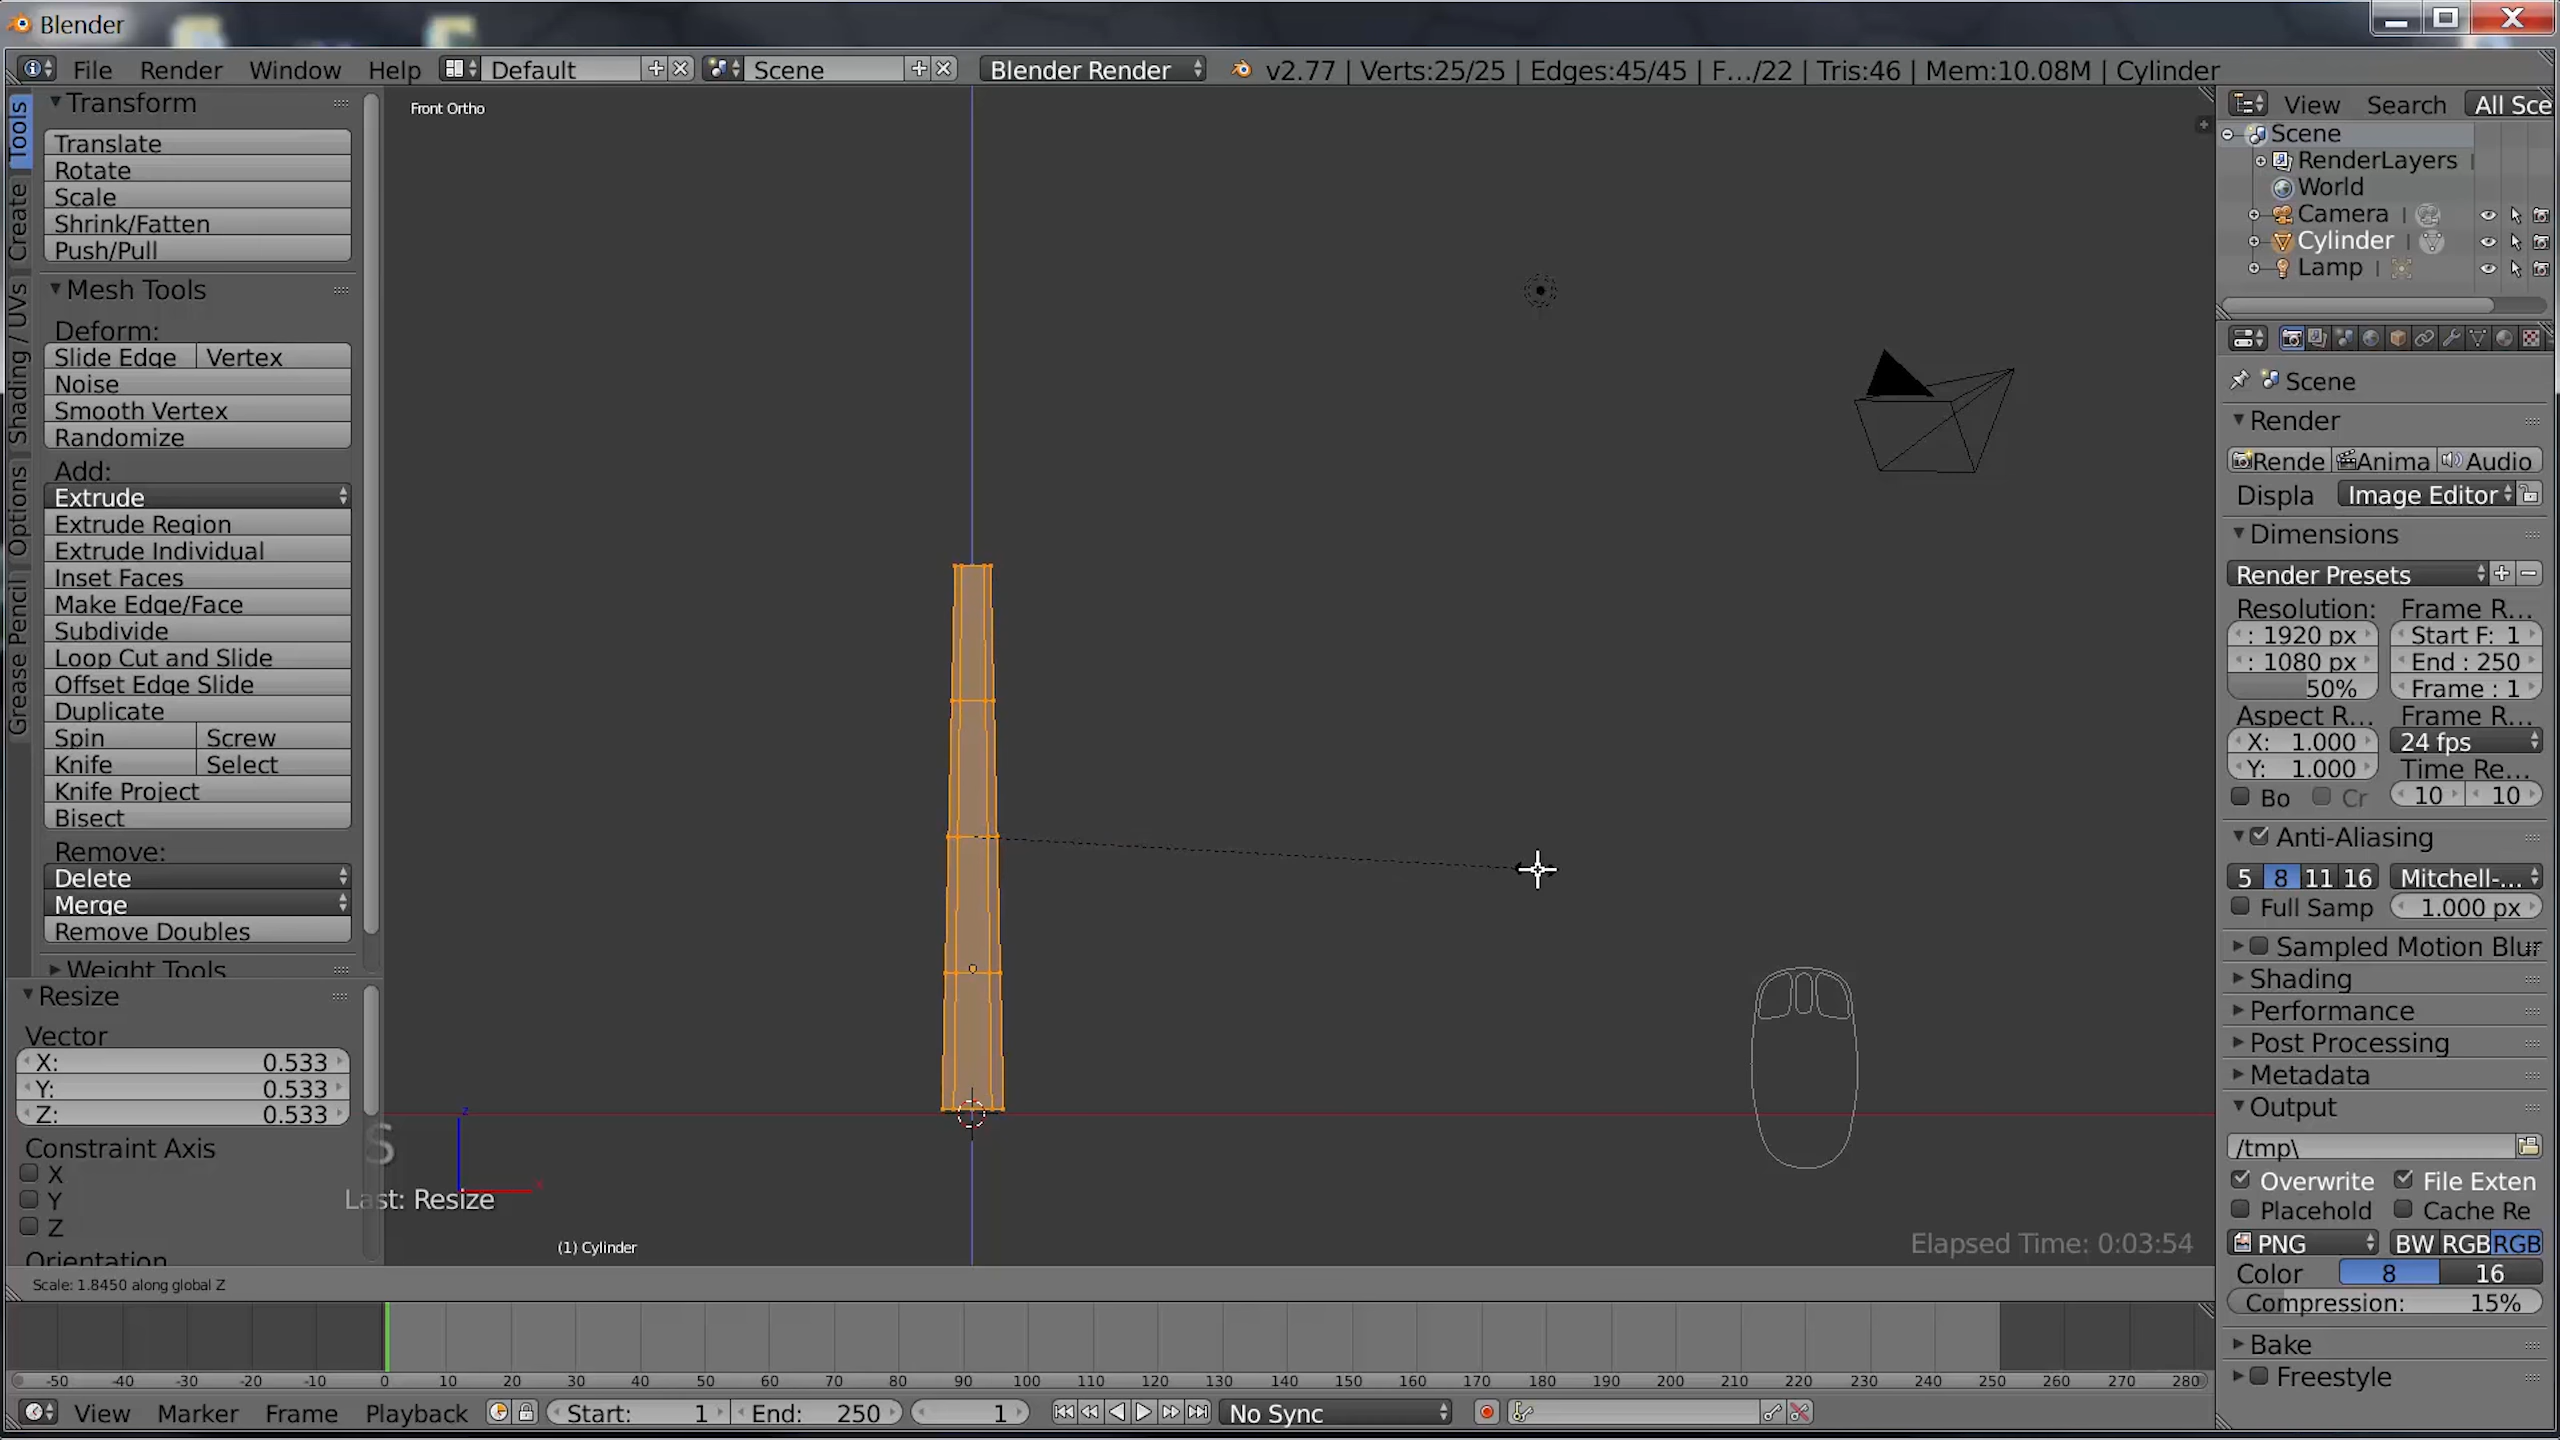 Blender
File Render Window Help Default Scene Blender Render v2.77 | Verts:25/25 | Edges:45/45 | F.../22 | Tris:46 | Mem:10.08M | Cylinder
Tools
Create
Shading / UVs
Options
Grease Pencil
Transform
Translate
Rotate
Scale
Shrink/Fatten
Push/Pull
Mesh Tools
Deform:
Slide Edge Vertex
Noise
Smooth Vertex
Randomize
Add:
Extrude
Extrude Region
Extrude Individual
Inset Faces
Make Edge/Face
Subdivide
Loop Cut and Slide
Offset Edge Slide
Duplicate
Spin Screw
Knife Select
Knife Project
Bisect
Remove:
Delete
Merge
Remove Doubles
Weight Tools
Resize
Vector
X: 0.533
Y: 0.533
Z: 0.533
Constraint Axis
X
Y
Z
Orientation
Front Ortho
S
z
x
Last: Resize
(1) Cylinder
Elapsed Time: 0:03:54
Scale: 1.8450 along global Z
View Search All Sce
Scene
RenderLayers |
World
Camera |
Cylinder |
Lamp |
Scene
Render
Rende Anima Audio
Displa Image Editor
Dimensions
Render Presets
Resolution: Frame R...
: 1920 px Start F: 1
: 1080 px End : 250
50% Frame : 1
Aspect R... Frame R...
X: 1.000 24 fps
Y: 1.000 Time Re...
Bo Cr 10 10
Anti-Aliasing
5 8 11 16 Mitchell-...
Full Samp 1.000 px
Sampled Motion Blur
Shading
Performance
Post Processing
Metadata
Output
/tmp\
Overwrite File Exten
Placehold Cache Re
PNG BW RGB RGB
Color 8 16
Compression: 15%
Bake
Freestyle
-50 -40 -30 -20 -10 0 10 20 30 40 50 60 70 80 90 100 110 120 130 140 150 160 170 180 190 200 210 220 230 240 250 260 270 280
View Marker Frame Playback Start: 1 End: 250 1 No Sync